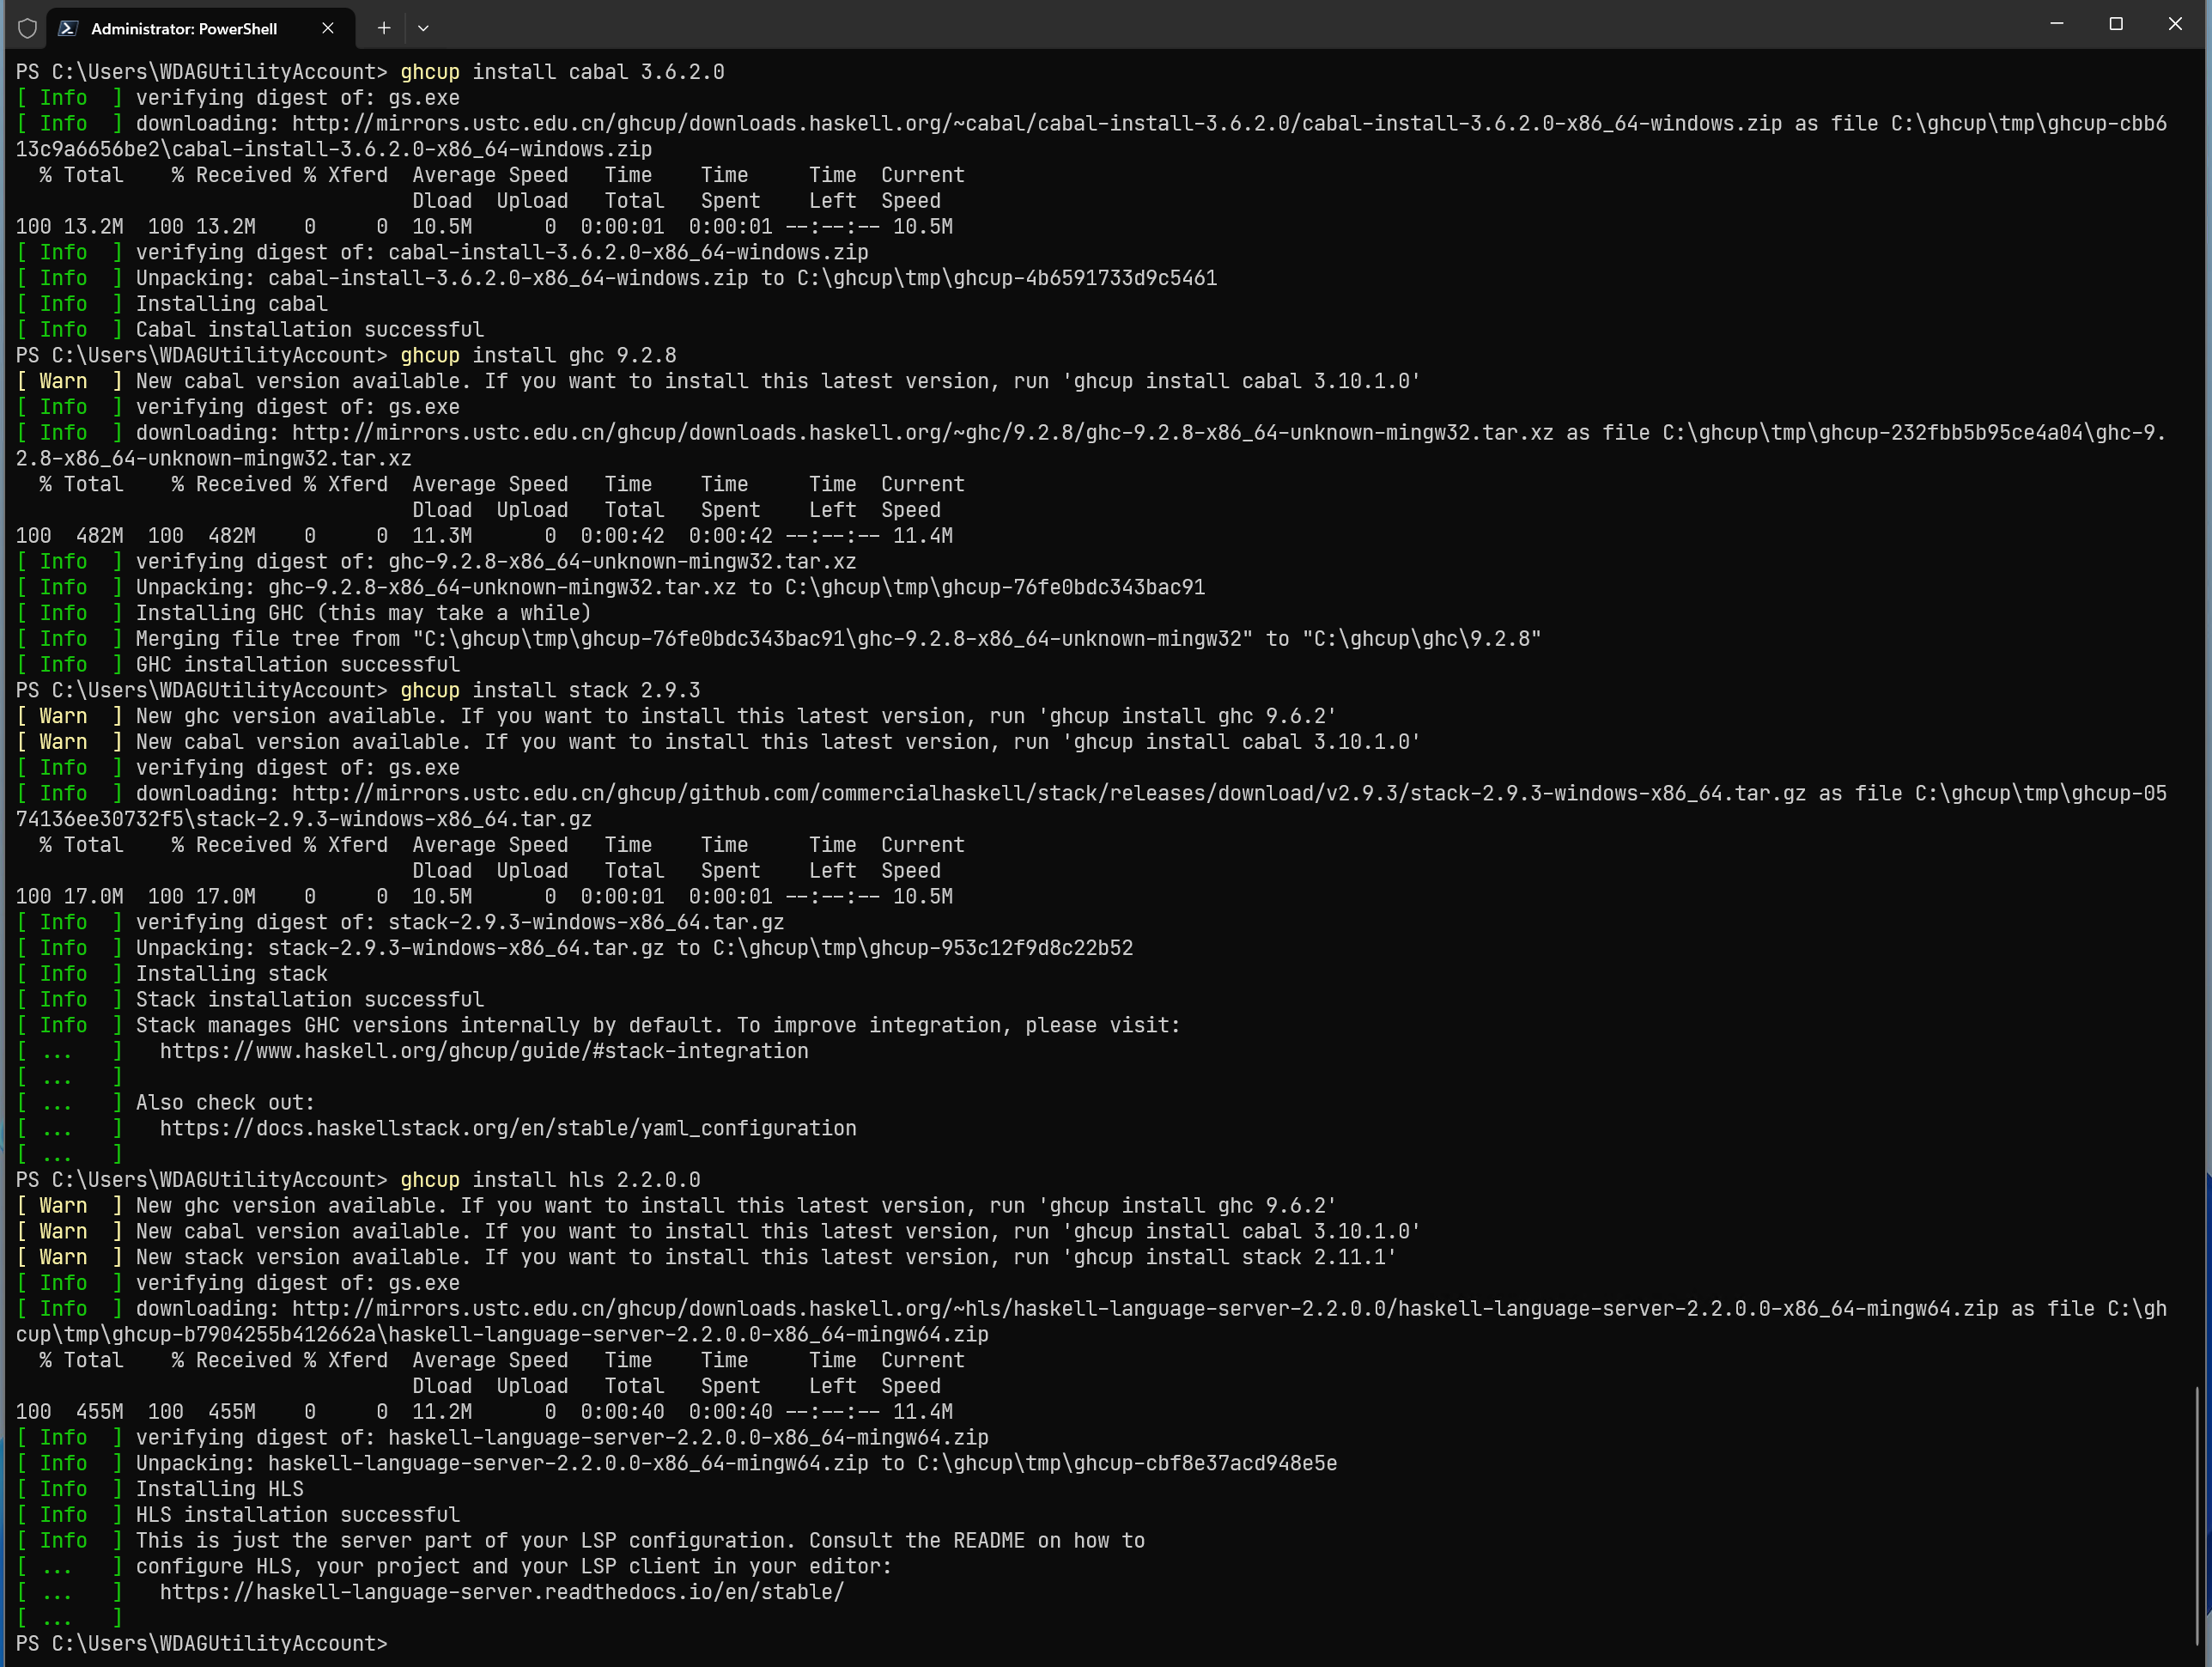 Administrator: PowerShell
PS C:\Users\WDAGUtilityAccount> ghcup install cabal 3.6.2.0
[ Info  ] verifying digest of: gs.exe
[ Info  ] downloading: http://mirrors.ustc.edu.cn/ghcup/downloads.haskell.org/~cabal/cabal-install-3.6.2.0/cabal-install-3.6.2.0-x86_64-windows.zip as file C:\ghcup\tmp\ghcup-cbb6
13c9a6656be2\cabal-install-3.6.2.0-x86_64-windows.zip
  % Total    % Received % Xferd  Average Speed   Time    Time     Time  Current
                                 Dload  Upload   Total   Spent    Left  Speed
100 13.2M  100 13.2M    0     0  10.5M      0  0:00:01  0:00:01 --:--:-- 10.5M
[ Info  ] verifying digest of: cabal-install-3.6.2.0-x86_64-windows.zip
[ Info  ] Unpacking: cabal-install-3.6.2.0-x86_64-windows.zip to C:\ghcup\tmp\ghcup-4b6591733d9c5461
[ Info  ] Installing cabal
[ Info  ] Cabal installation successful
PS C:\Users\WDAGUtilityAccount> ghcup install ghc 9.2.8
[ Warn  ] New cabal version available. If you want to install this latest version, run 'ghcup install cabal 3.10.1.0'
[ Info  ] verifying digest of: gs.exe
[ Info  ] downloading: http://mirrors.ustc.edu.cn/ghcup/downloads.haskell.org/~ghc/9.2.8/ghc-9.2.8-x86_64-unknown-mingw32.tar.xz as file C:\ghcup\tmp\ghcup-232fbb5b95ce4a04\ghc-9.
2.8-x86_64-unknown-mingw32.tar.xz
  % Total    % Received % Xferd  Average Speed   Time    Time     Time  Current
                                 Dload  Upload   Total   Spent    Left  Speed
100  482M  100  482M    0     0  11.3M      0  0:00:42  0:00:42 --:--:-- 11.4M
[ Info  ] verifying digest of: ghc-9.2.8-x86_64-unknown-mingw32.tar.xz
[ Info  ] Unpacking: ghc-9.2.8-x86_64-unknown-mingw32.tar.xz to C:\ghcup\tmp\ghcup-76fe0bdc343bac91
[ Info  ] Installing GHC (this may take a while)
[ Info  ] Merging file tree from "C:\ghcup\tmp\ghcup-76fe0bdc343bac91\ghc-9.2.8-x86_64-unknown-mingw32" to "C:\ghcup\ghc\9.2.8"
[ Info  ] GHC installation successful
PS C:\Users\WDAGUtilityAccount> ghcup install stack 2.9.3
[ Warn  ] New ghc version available. If you want to install this latest version, run 'ghcup install ghc 9.6.2'
[ Warn  ] New cabal version available. If you want to install this latest version, run 'ghcup install cabal 3.10.1.0'
[ Info  ] verifying digest of: gs.exe
[ Info  ] downloading: http://mirrors.ustc.edu.cn/ghcup/github.com/commercialhaskell/stack/releases/download/v2.9.3/stack-2.9.3-windows-x86_64.tar.gz as file C:\ghcup\tmp\ghcup-05
74136ee30732f5\stack-2.9.3-windows-x86_64.tar.gz
  % Total    % Received % Xferd  Average Speed   Time    Time     Time  Current
                                 Dload  Upload   Total   Spent    Left  Speed
100 17.0M  100 17.0M    0     0  10.5M      0  0:00:01  0:00:01 --:--:-- 10.5M
[ Info  ] verifying digest of: stack-2.9.3-windows-x86_64.tar.gz
[ Info  ] Unpacking: stack-2.9.3-windows-x86_64.tar.gz to C:\ghcup\tmp\ghcup-953c12f9d8c22b52
[ Info  ] Installing stack
[ Info  ] Stack installation successful
[ Info  ] Stack manages GHC versions internally by default. To improve integration, please visit:
[ ...   ]   https://www.haskell.org/ghcup/guide/#stack-integration
[ ...   ]
[ ...   ] Also check out:
[ ...   ]   https://docs.haskellstack.org/en/stable/yaml_configuration
[ ...   ]
PS C:\Users\WDAGUtilityAccount> ghcup install hls 2.2.0.0
[ Warn  ] New ghc version available. If you want to install this latest version, run 'ghcup install ghc 9.6.2'
[ Warn  ] New cabal version available. If you want to install this latest version, run 'ghcup install cabal 3.10.1.0'
[ Warn  ] New stack version available. If you want to install this latest version, run 'ghcup install stack 2.11.1'
[ Info  ] verifying digest of: gs.exe
[ Info  ] downloading: http://mirrors.ustc.edu.cn/ghcup/downloads.haskell.org/~hls/haskell-language-server-2.2.0.0/haskell-language-server-2.2.0.0-x86_64-mingw64.zip as file C:\gh
cup\tmp\ghcup-b7904255b412662a\haskell-language-server-2.2.0.0-x86_64-mingw64.zip
  % Total    % Received % Xferd  Average Speed   Time    Time     Time  Current
                                 Dload  Upload   Total   Spent    Left  Speed
100  455M  100  455M    0     0  11.2M      0  0:00:40  0:00:40 --:--:-- 11.4M
[ Info  ] verifying digest of: haskell-language-server-2.2.0.0-x86_64-mingw64.zip
[ Info  ] Unpacking: haskell-language-server-2.2.0.0-x86_64-mingw64.zip to C:\ghcup\tmp\ghcup-cbf8e37acd948e5e
[ Info  ] Installing HLS
[ Info  ] HLS installation successful
[ Info  ] This is just the server part of your LSP configuration. Consult the README on how to
[ ...   ] configure HLS, your project and your LSP client in your editor:
[ ...   ]   https://haskell-language-server.readthedocs.io/en/stable/
[ ...   ]
PS C:\Users\WDAGUtilityAccount>